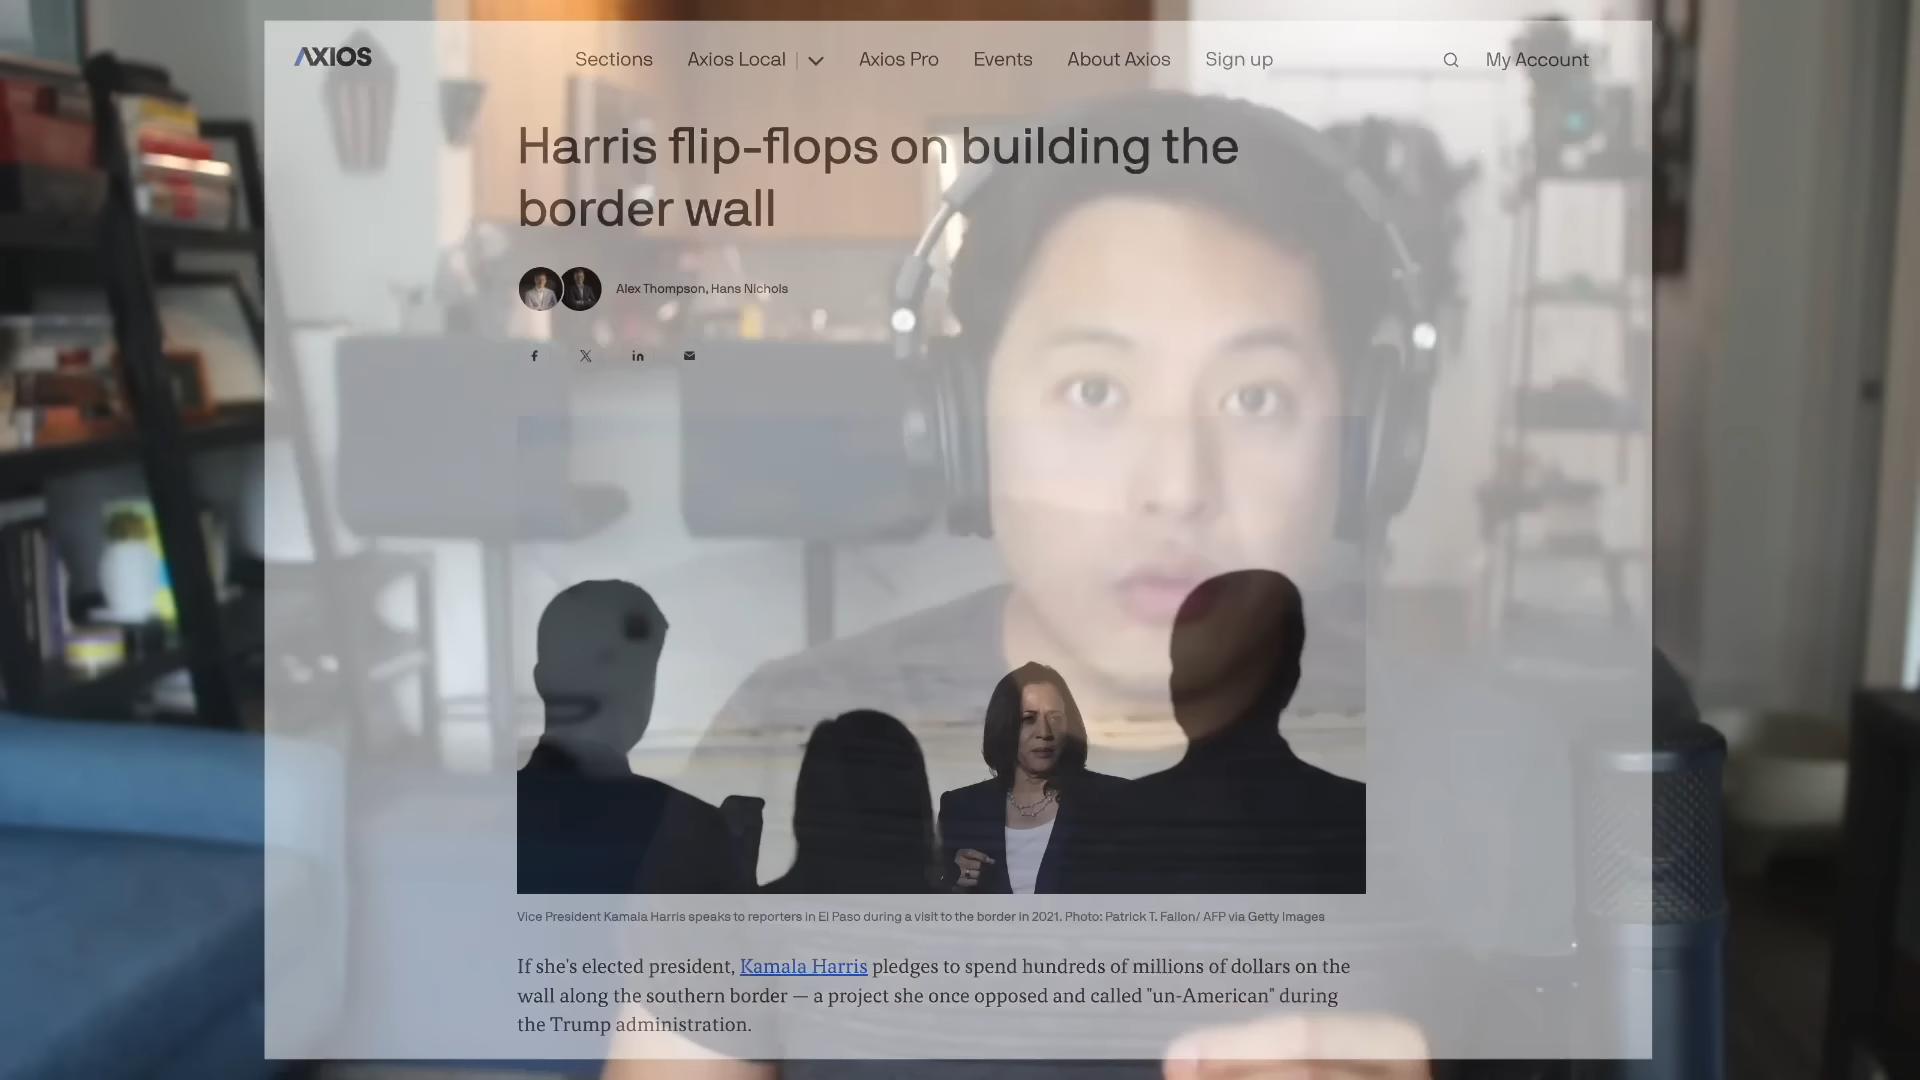 AXIOS
Sections Axios Local Axios Pro Events About Axios Sign up My Account
Harris flip-flops on building the
border wall
Alex Thompson, Hans Nichols
Vice President Kamala Harris speaks to reporters in El Paso during a visit to the border in 2021. Photo: Patrick T. Fallon/ AFP via Getty Images
If she's elected president, Kamala Harris pledges to spend hundreds of millions of dollars on the
wall along the southern border — a project she once opposed and called "un-American" during
the Trump administration.